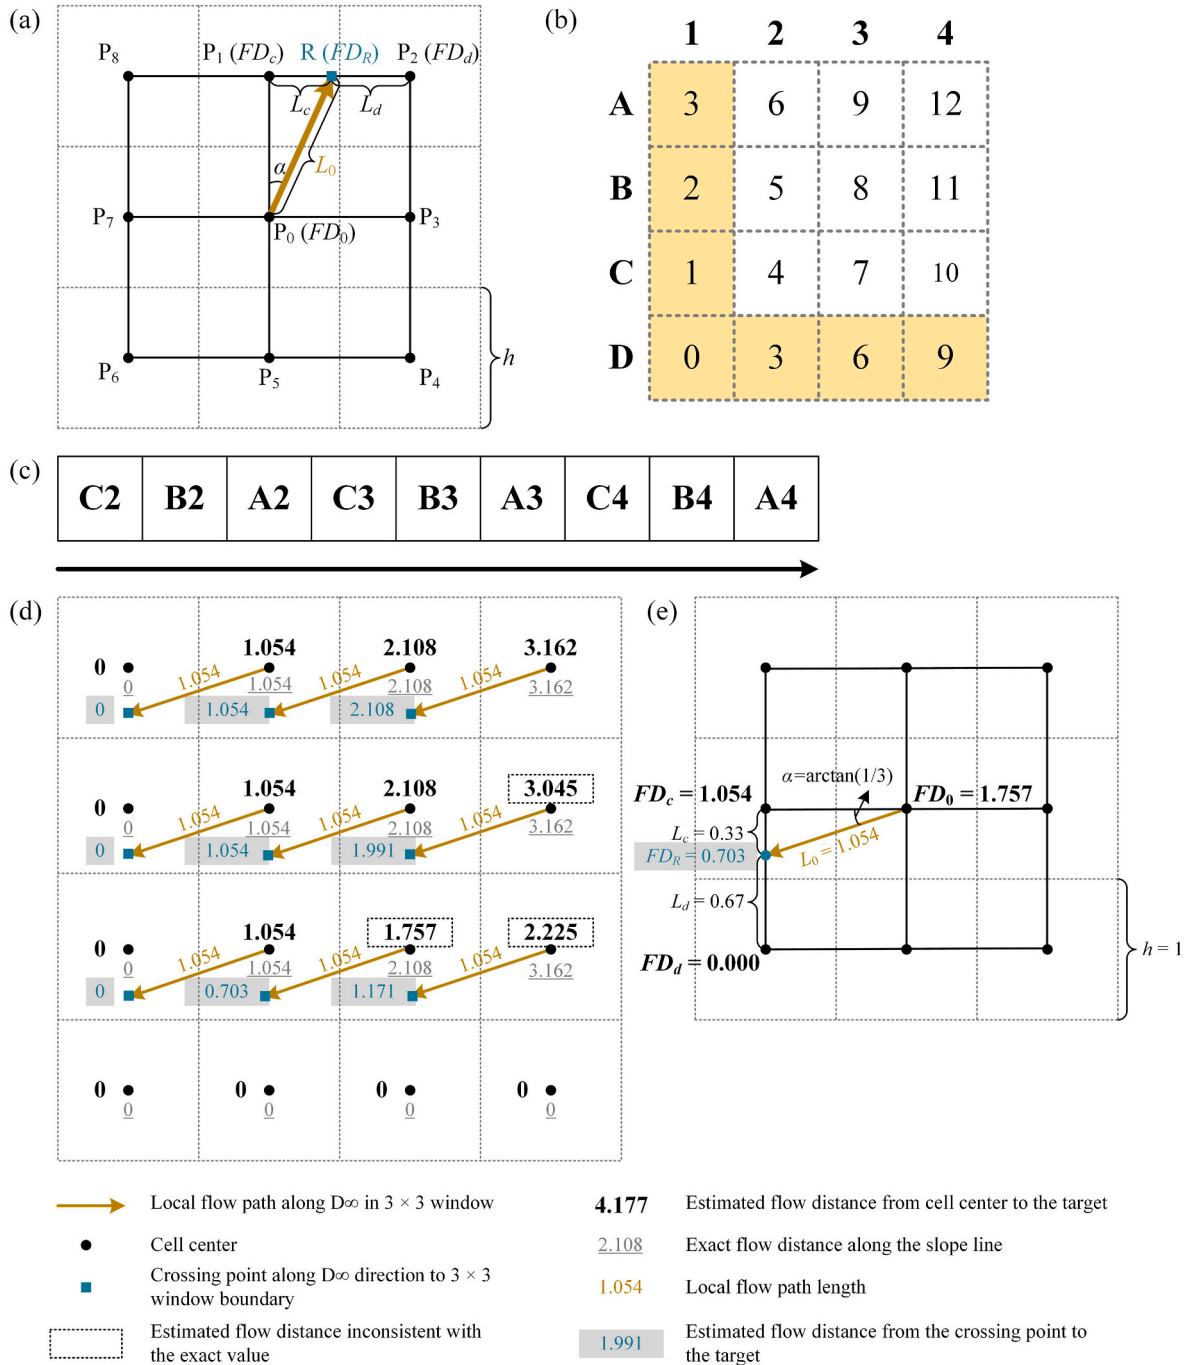 (a)
P8 P1 (FDc) R (FDR) P2 (FDd)
Lc Ld
α L0
P7 P0 (FD0) P3
P6 P5 P4
h
(b)
1 2 3 4
A 3 6 9 12
B 2 5 8 11
C 1 4 7 10
D 0 3 6 9
(c)
C2 B2 A2 C3 B3 A3 C4 B4 A4
(d)
0 1.054 2.108 3.162
1.054 1.054 1.054
0 1.054 2.108 3.162
0 1.054 2.108
0 1.054 2.108 3.045
1.054 1.054 1.054
0 1.054 2.108 3.162
0 1.054 1.991
0 1.054 1.757 2.225
1.054 1.054 1.054
0 1.054 2.108 3.162
0 0.703 1.171
0 0 0 0
0 0 0 0
(e)
α=arctan(1/3)
FDc = 1.054 FD0 = 1.757
Lc = 0.33
FDR = 0.703 L0 = 1.054
Ld = 0.67
FDd = 0.000
h = 1
Local flow path along D∞ in 3 × 3 window
Cell center
Crossing point along D∞ direction to 3 × 3
window boundary
Estimated flow distance inconsistent with
the exact value
4.177 Estimated flow distance from cell center to the target
2.108 Exact flow distance along the slope line
1.054 Local flow path length
1.991 Estimated flow distance from the crossing point to
the target